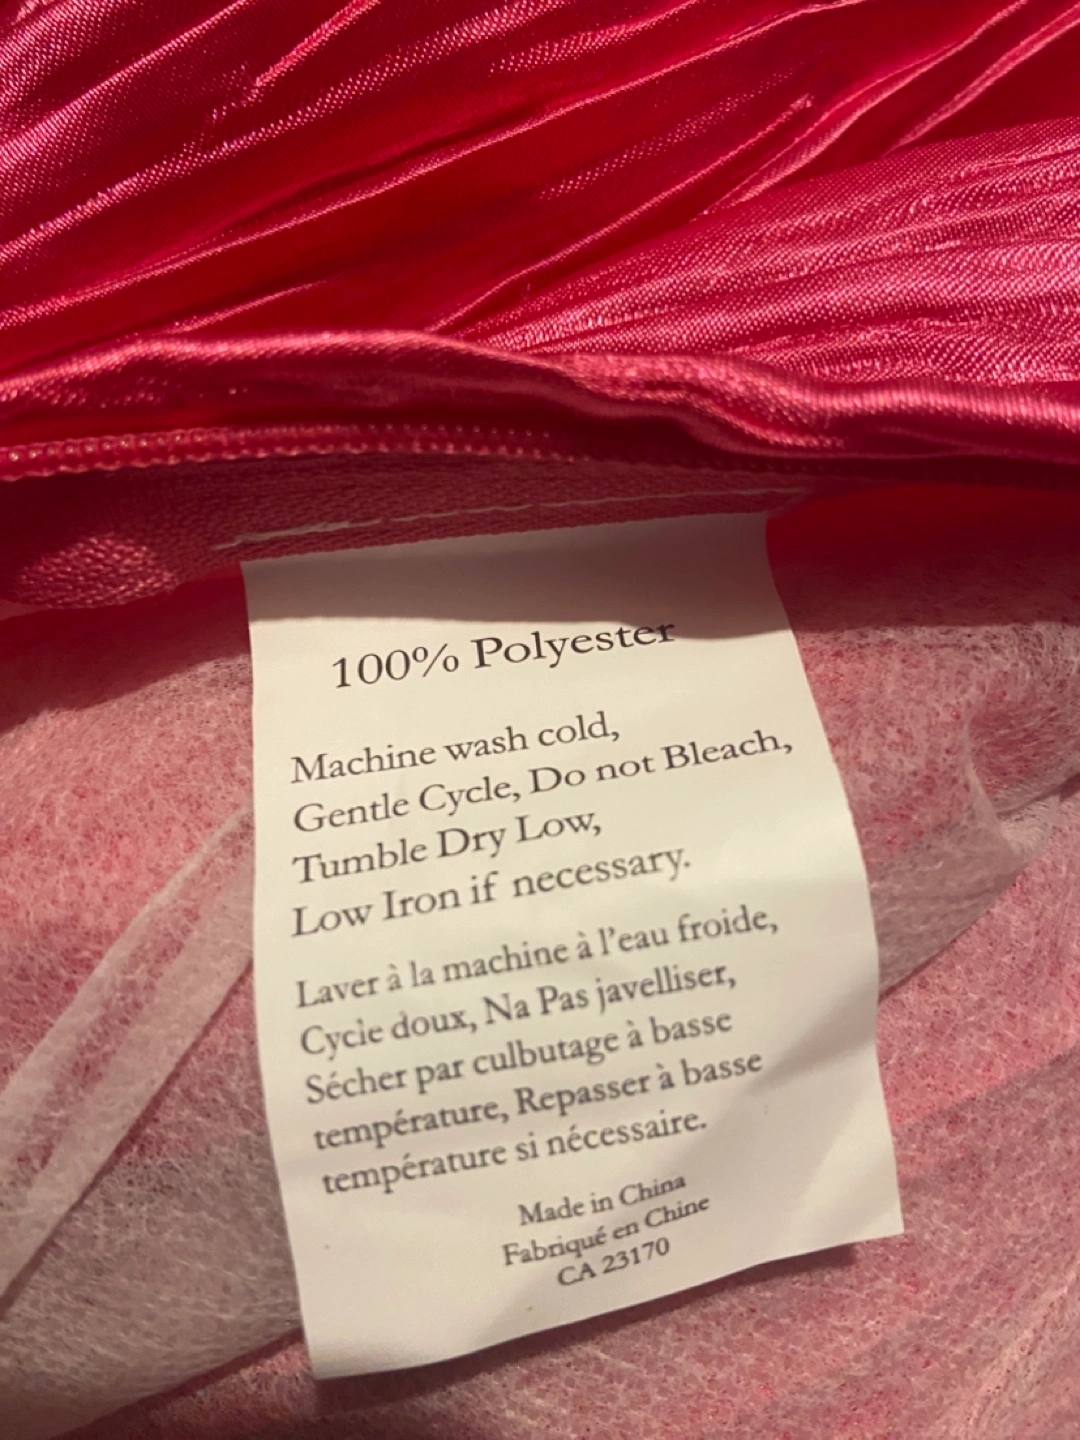 100% Polyester
Machine wash cold,
Gentle Cycle, Do not Bleach,
Tumble Dry Low,
Low Iron if necessary.
Laver à la machine à l'eau froide,
Cycie doux, Na Pas javelliser,
Sécher par culbutage à basse
température, Repasser à basse
température si nécessaire.
Made in China
Fabriqué en Chine
CA 23170